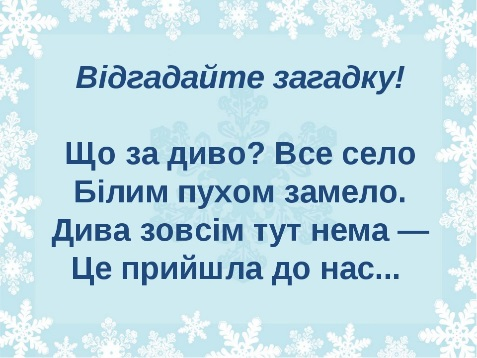 Відгадайте загадку!
Що за диво? Все село
Білим пухом замело.
Дива зовсім тут нема —
Це прийшла до нас...